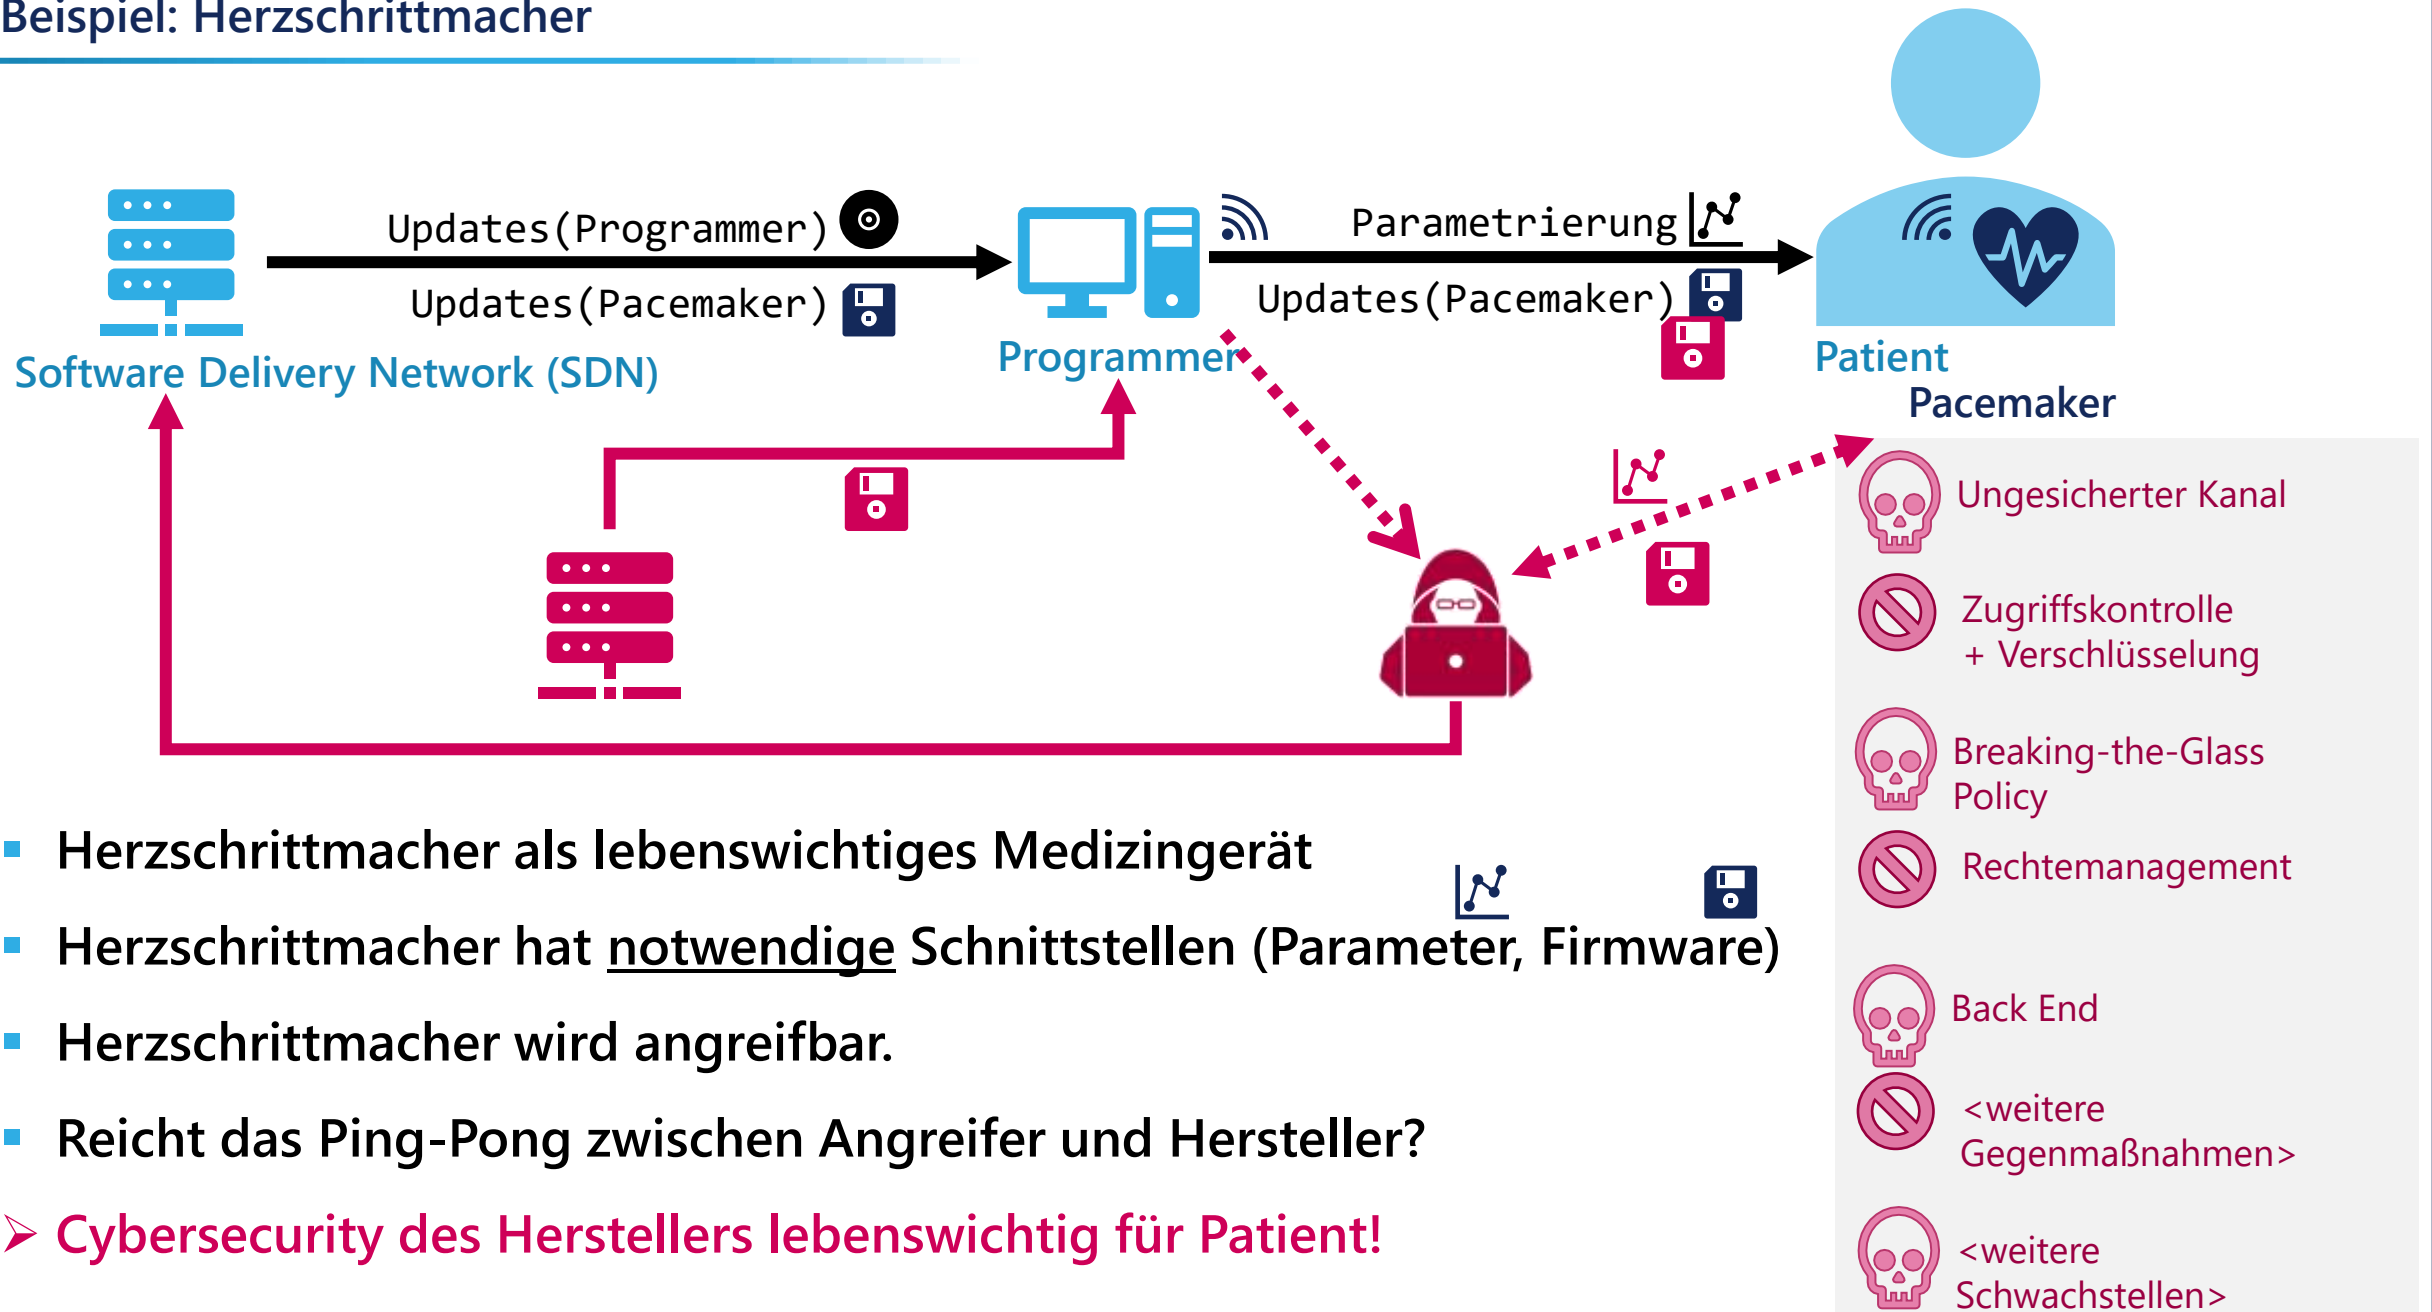 Beispiel: Herzschrittmacher
Updates(Programmer)
Updates(Pacemaker)
Parametrierung
Updates(Pacemaker)
Software Delivery Network (SDN)
Programmer
Patient
Pacemaker
Ungesicherter Kanal
Zugriffskontrolle
+ Verschlüsselung
Breaking-the-Glass
Policy
Rechtemanagement
Back End
<weitere
Gegenmaßnahmen>
<weitere
Schwachstellen>
Herzschrittmacher als lebenswichtiges Medizingerät
Herzschrittmacher hat notwendige Schnittstellen (Parameter, Firmware)
Herzschrittmacher wird angreifbar.
Reicht das Ping-Pong zwischen Angreifer und Hersteller?
Cybersecurity des Herstellers lebenswichtig für Patient!